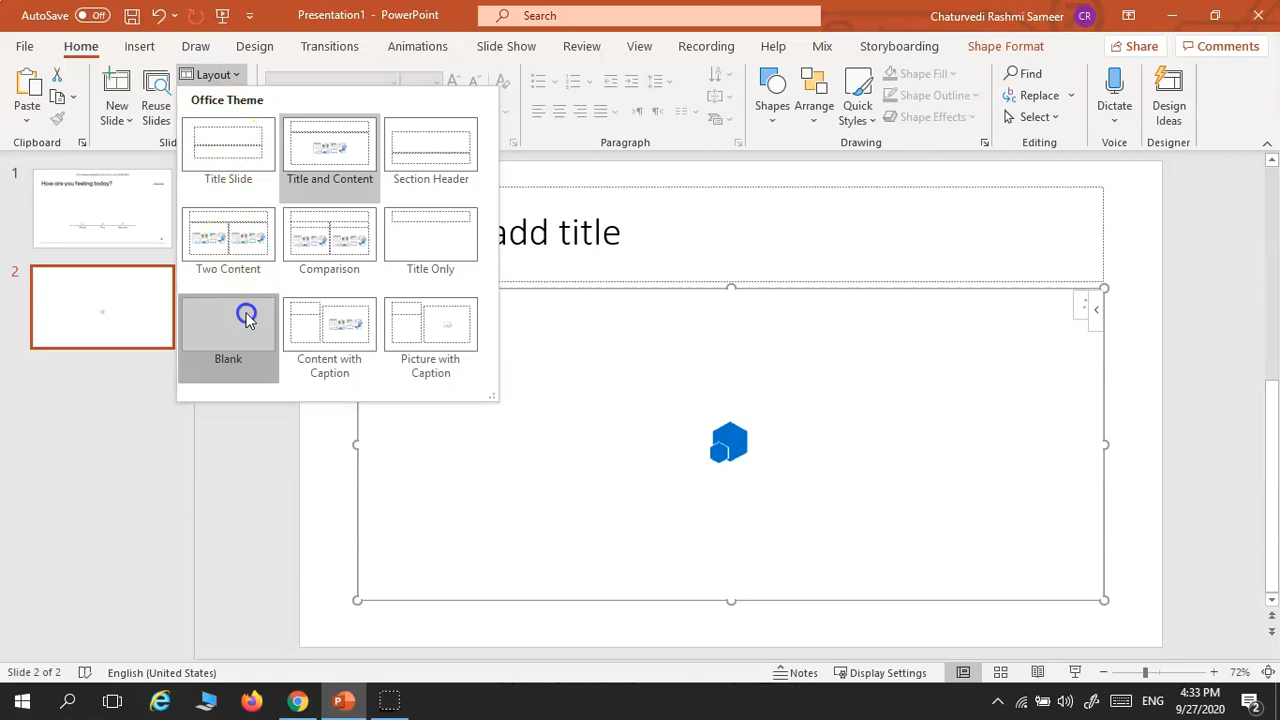 AutoSave Off
Presentation1 - PowerPoint
Search
Chaturvedi Rashmi Sameer CR
File Home Insert Draw Design Transitions Animations Slide Show Review View Recording Help Mix Storyboarding Shape Format Share Comments
Paste
Clipboard
New
Slide
Reuse
Slides
Layout
Paragraph
Shapes Arrange Quick
Styles
Shape Fill
Shape Outline
Shape Effects
Drawing
Find
Replace
Select
Editing
Dictate
Voice
Design
Ideas
Designer
Office Theme
Title Slide Title and Content Section Header
Two Content Comparison Title Only
Blank Content with
Caption Picture with
Caption
1
How are you feeling today?
2
add title
Slide 2 of 2 English (United States) Notes Display Settings 72%
ENG
4:33 PM
9/27/2020
2